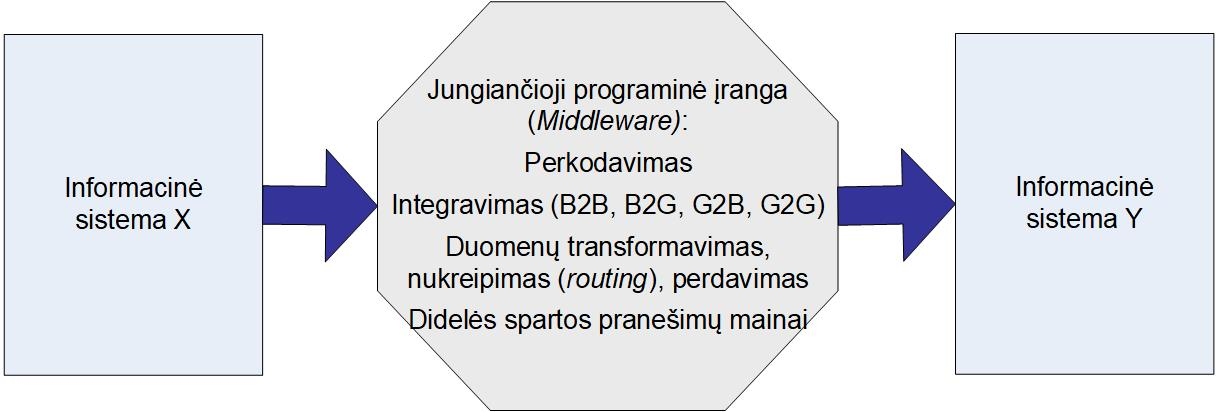 Informacinė
sistema X
Jungiančioji programinė įranga
(Middleware):
Perkodavimas
Integravimas (B2B, B2G, G2B, G2G)
Duomenų transformavimas,
nukreipimas (routing), perdavimas
Didelės spartos pranešimų mainai
Informacinė
sistema Y